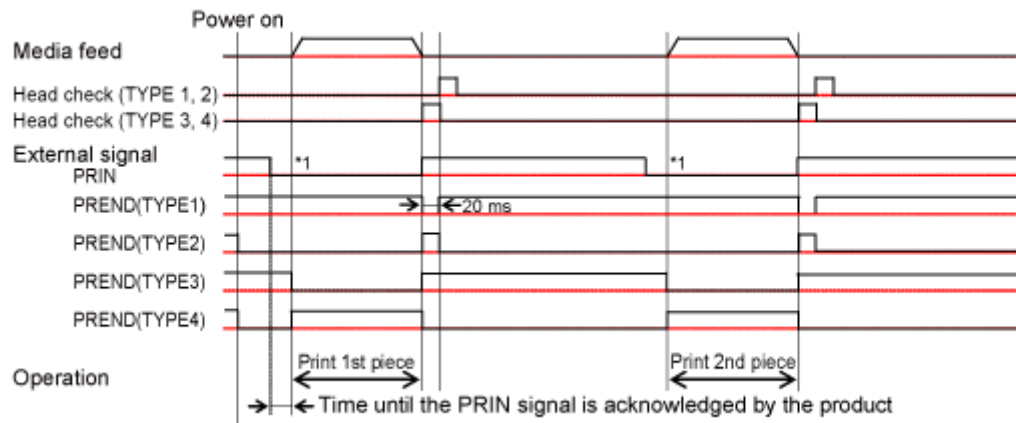 Power on
Media feed
Head check (TYPE 1, 2)
Head check (TYPE 3, 4)
External signal
*1 *1
PRIN
PREND(TYPE1) 20 ms
PREND(TYPE2)
PREND(TYPE3)
PREND(TYPE4)
Print 1st piece Print 2nd piece
Operation
Time until the PRIN signal is acknowledged by the product